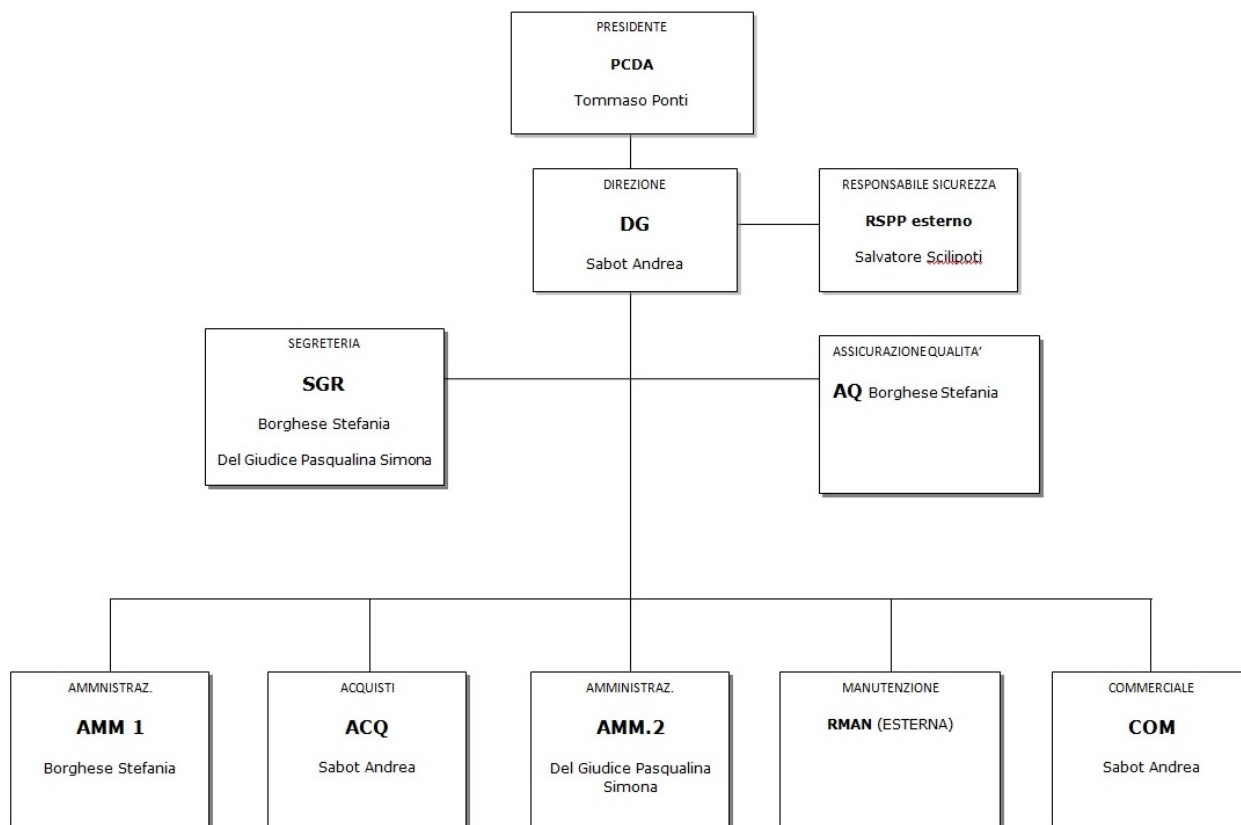 PRESIDENTE
PCDA
Tommaso Ponti
DIREZIONE
DG
Sabot Andrea
RESPONSABILE SICUREZZA
RSPP esterno
Salvatore Scilipoti
SEGRETERIA
SGR
Borghese Stefania
Del Giudice Pasqualina Simona
ASSICURAZIONE QUALITA’
AQ Borghese Stefania
AMMNISTRAZ.
AMM 1
Borghese Stefania
ACQUISTI
ACQ
Sabot Andrea
AMMINISTRAZ.
AMM.2
Del Giudice Pasqualina
Simona
MANUTENZIONE
RMAN (ESTERNA)
COMMERCIALE
COM
Sabot Andrea